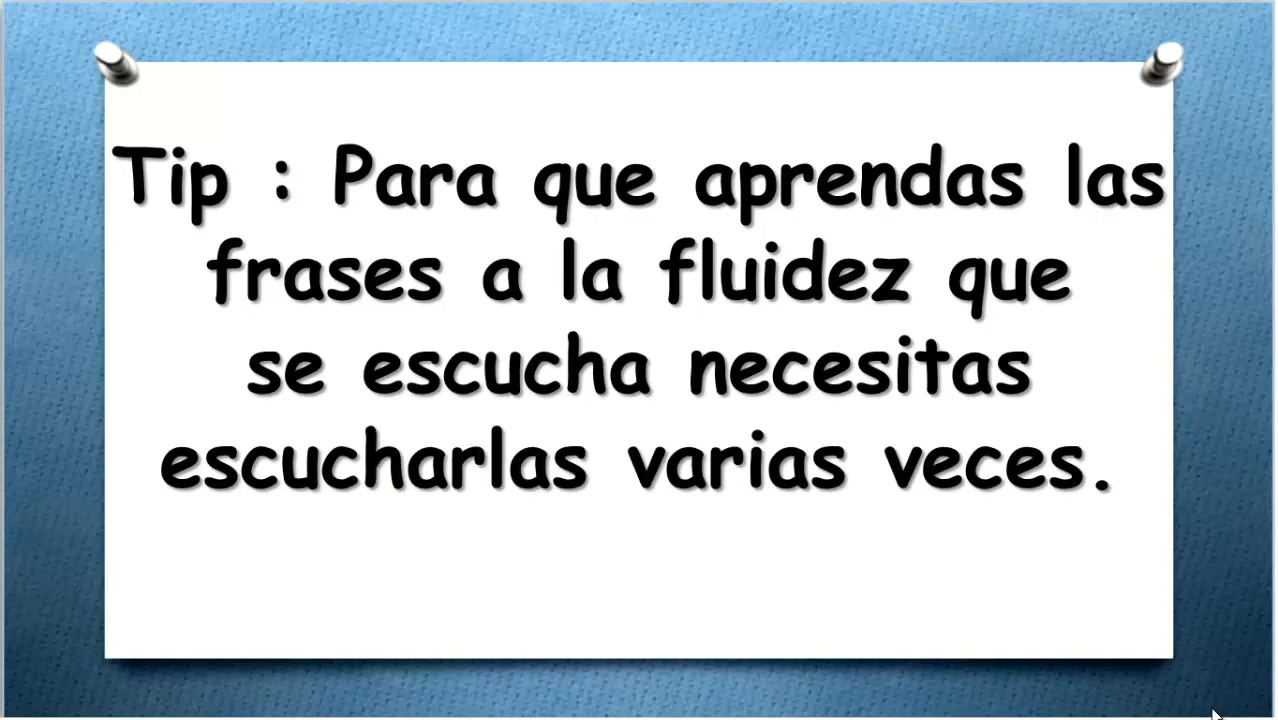 Tip : Para que aprendas las
frases a la fluidez que
se escucha necesitas
escucharlas varias veces.